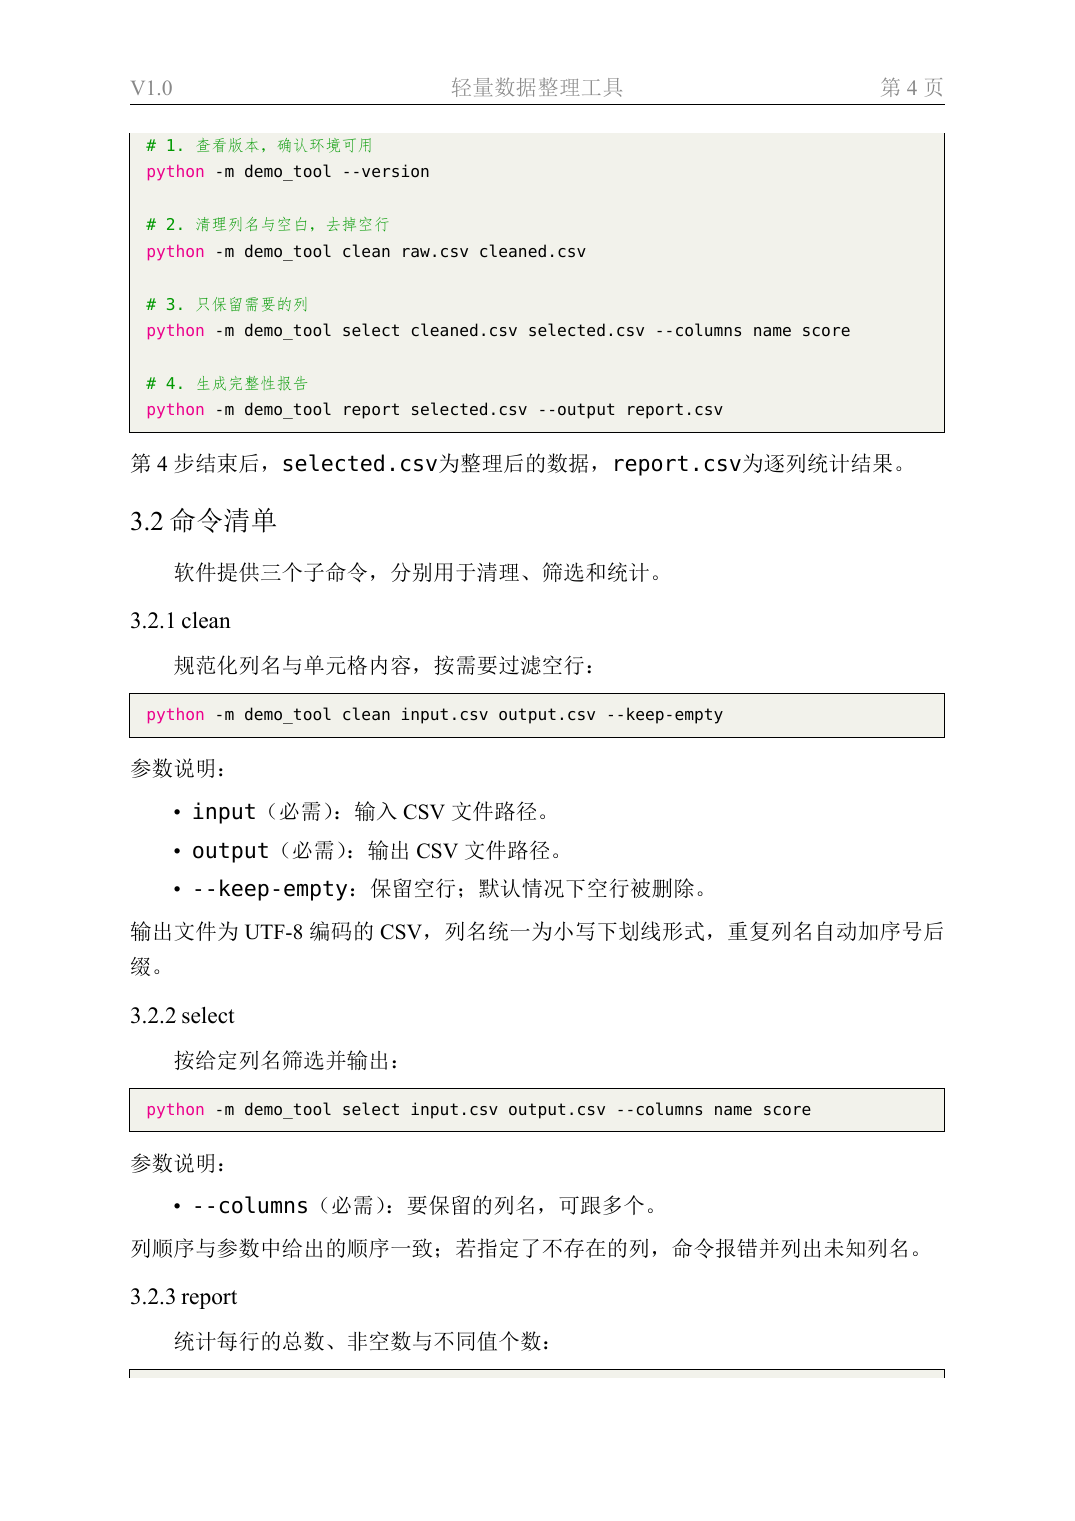 V1.0 轻量数据整理工具 第 4 页
# 1. 查看版本，确认环境可用
python -m demo_tool --version
# 2. 清理列名与空白，去掉空行
python -m demo_tool clean raw.csv cleaned.csv
# 3. 只保留需要的列
python -m demo_tool select cleaned.csv selected.csv --columns name score
# 4. 生成完整性报告
python -m demo_tool report selected.csv --output report.csv
第 4 步结束后，selected.csv为整理后的数据，report.csv为逐列统计结果。
3.2 命令清单
软件提供三个子命令，分别用于清理、筛选和统计。
3.2.1 clean
规范化列名与单元格内容，按需要过滤空行：
python -m demo_tool clean input.csv output.csv --keep-empty
参数说明：
• input（必需）：输入 CSV 文件路径。
• output（必需）：输出 CSV 文件路径。
• --keep-empty：保留空行；默认情况下空行被删除。
输出文件为 UTF-8 编码的 CSV，列名统一为小写下划线形式，重复列名自动加序号后
缀。
3.2.2 select
按给定列名筛选并输出：
python -m demo_tool select input.csv output.csv --columns name score
参数说明：
• --columns（必需）：要保留的列名，可跟多个。
列顺序与参数中给出的顺序一致；若指定了不存在的列，命令报错并列出未知列名。
3.2.3 report
统计每行的总数、非空数与不同值个数：